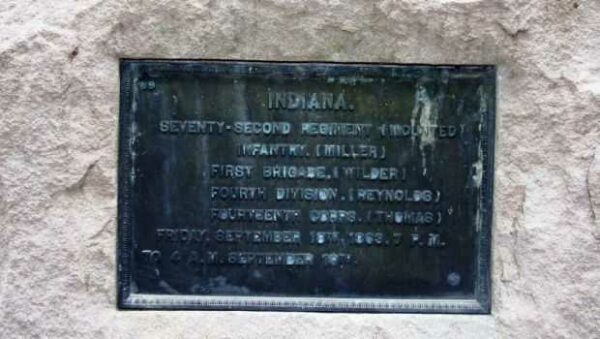 INDIANA.
SEVENTY-SECOND REGIMENT (MOUNTED)
INFANTRY. (MILLER)
FIRST BRIGADE. (WILDER)
FOURTH DIVISION. (REYNOLDS)
FOURTEENTH CORPS. (THOMAS)
FRIDAY. SEPTEMBER 18TH. 1863. 7 P.M.
TO 4 A.M. SEPTEMBER